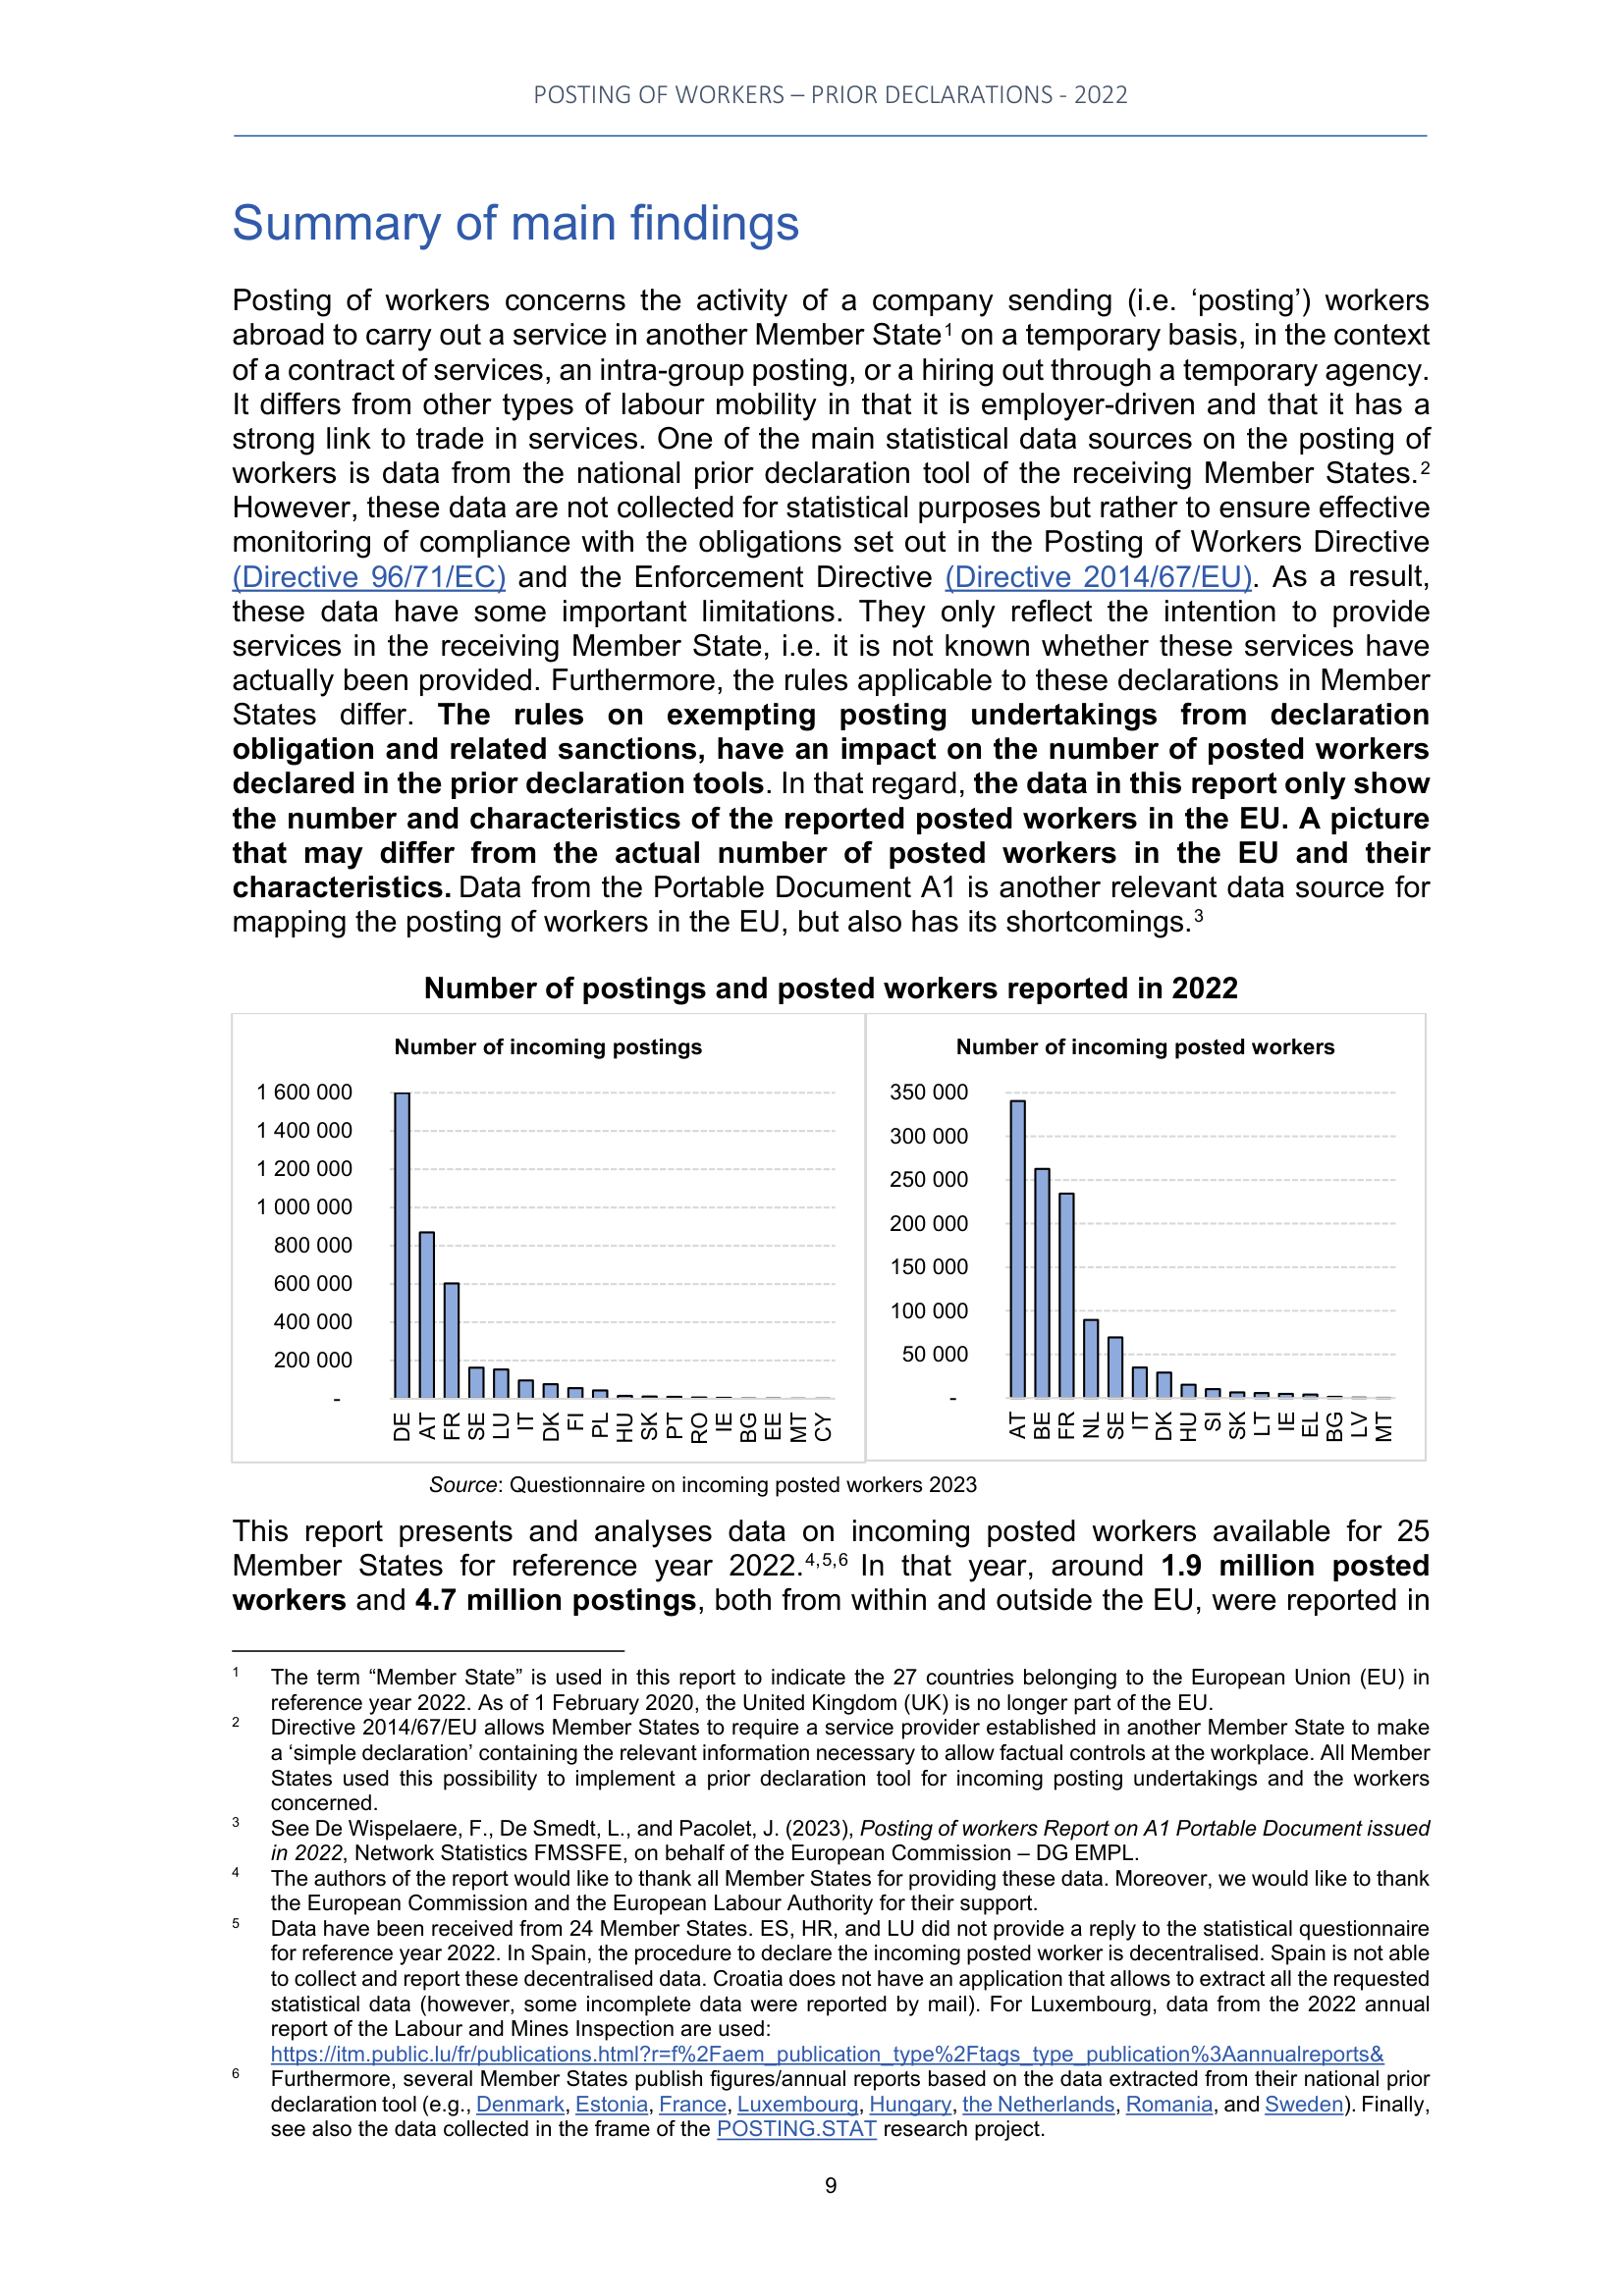 POSTING OF WORKERS – PRIOR DECLARATIONS - 2022
Summary of main findings
Posting of workers concerns the activity of a company sending (i.e. ‘posting’) workers
abroad to carry out a service in another Member State1 on a temporary basis, in the context
of a contract of services, an intra-group posting, or a hiring out through a temporary agency.
It differs from other types of labour mobility in that it is employer-driven and that it has a
strong link to trade in services. One of the main statistical data sources on the posting of
workers is data from the national prior declaration tool of the receiving Member States.2
However, these data are not collected for statistical purposes but rather to ensure effective
monitoring of compliance with the obligations set out in the Posting of Workers Directive
(Directive 96/71/EC) and the Enforcement Directive (Directive 2014/67/EU). As a result,
these data have some important limitations. They only reflect the intention to provide
services in the receiving Member State, i.e. it is not known whether these services have
actually been provided. Furthermore, the rules applicable to these declarations in Member
States differ. The rules on exempting posting undertakings from declaration
obligation and related sanctions, have an impact on the number of posted workers
declared in the prior declaration tools. In that regard, the data in this report only show
the number and characteristics of the reported posted workers in the EU. A picture
that may differ from the actual number of posted workers in the EU and their
characteristics. Data from the Portable Document A1 is another relevant data source for
mapping the posting of workers in the EU, but also has its shortcomings.3
Number of postings and posted workers reported in 2022
Number of incoming postings
1 600 000
1 400 000
1 200 000
1 000 000
800 000
600 000
400 000
200 000
-
DE AT FR SE LU IT DK FI PL HU SK PT RO IE BG EE MT CY
Number of incoming posted workers
350 000
300 000
250 000
200 000
150 000
100 000
50 000
-
AT BE FR NL SE IT DK HU SI SK LT IE EL BG LV MT
Source: Questionnaire on incoming posted workers 2023
This report presents and analyses data on incoming posted workers available for 25
Member States for reference year 2022.4,5,6 In that year, around 1.9 million posted
workers and 4.7 million postings, both from within and outside the EU, were reported in
1 The term “Member State” is used in this report to indicate the 27 countries belonging to the European Union (EU) in
reference year 2022. As of 1 February 2020, the United Kingdom (UK) is no longer part of the EU.
2 Directive 2014/67/EU allows Member States to require a service provider established in another Member State to make
a ‘simple declaration’ containing the relevant information necessary to allow factual controls at the workplace. All Member
States used this possibility to implement a prior declaration tool for incoming posting undertakings and the workers
concerned.
3 See De Wispelaere, F., De Smedt, L., and Pacolet, J. (2023), Posting of workers Report on A1 Portable Document issued
in 2022, Network Statistics FMSSFE, on behalf of the European Commission – DG EMPL.
4 The authors of the report would like to thank all Member States for providing these data. Moreover, we would like to thank
the European Commission and the European Labour Authority for their support.
5 Data have been received from 24 Member States. ES, HR, and LU did not provide a reply to the statistical questionnaire
for reference year 2022. In Spain, the procedure to declare the incoming posted worker is decentralised. Spain is not able
to collect and report these decentralised data. Croatia does not have an application that allows to extract all the requested
statistical data (however, some incomplete data were reported by mail). For Luxembourg, data from the 2022 annual
report of the Labour and Mines Inspection are used:
https://itm.public.lu/fr/publications.html?r=f%2Faem_publication_type%2Ftags_type_publication%3Aannualreports&
6 Furthermore, several Member States publish figures/annual reports based on the data extracted from their national prior
declaration tool (e.g., Denmark, Estonia, France, Luxembourg, Hungary, the Netherlands, Romania, and Sweden). Finally,
see also the data collected in the frame of the POSTING.STAT research project.
9